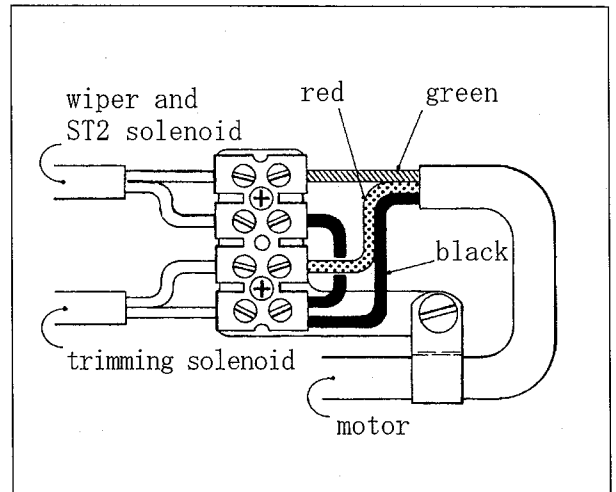 wiper and
ST2 solenoid
red
green
black
trimming solenoid
motor